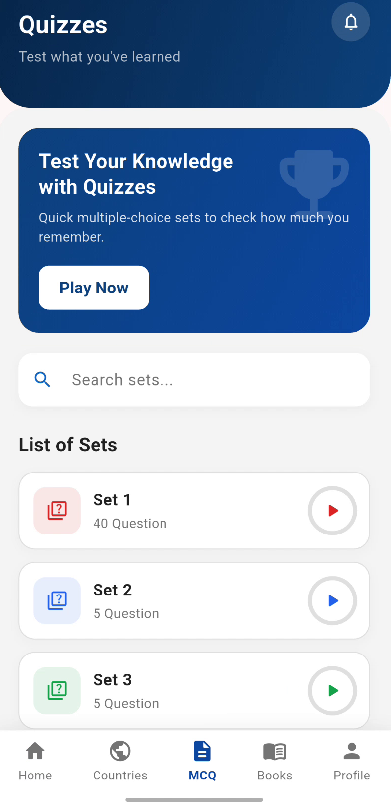 Quizzes
Test what you've learned
Test Your Knowledge
with Quizzes
Quick multiple-choice sets to check how much you
remember.
Play Now
Search sets...
List of Sets
Set 1
40 Question
Set 2
5 Question
Set 3
5 Question
Home Countries MCQ Books Profile